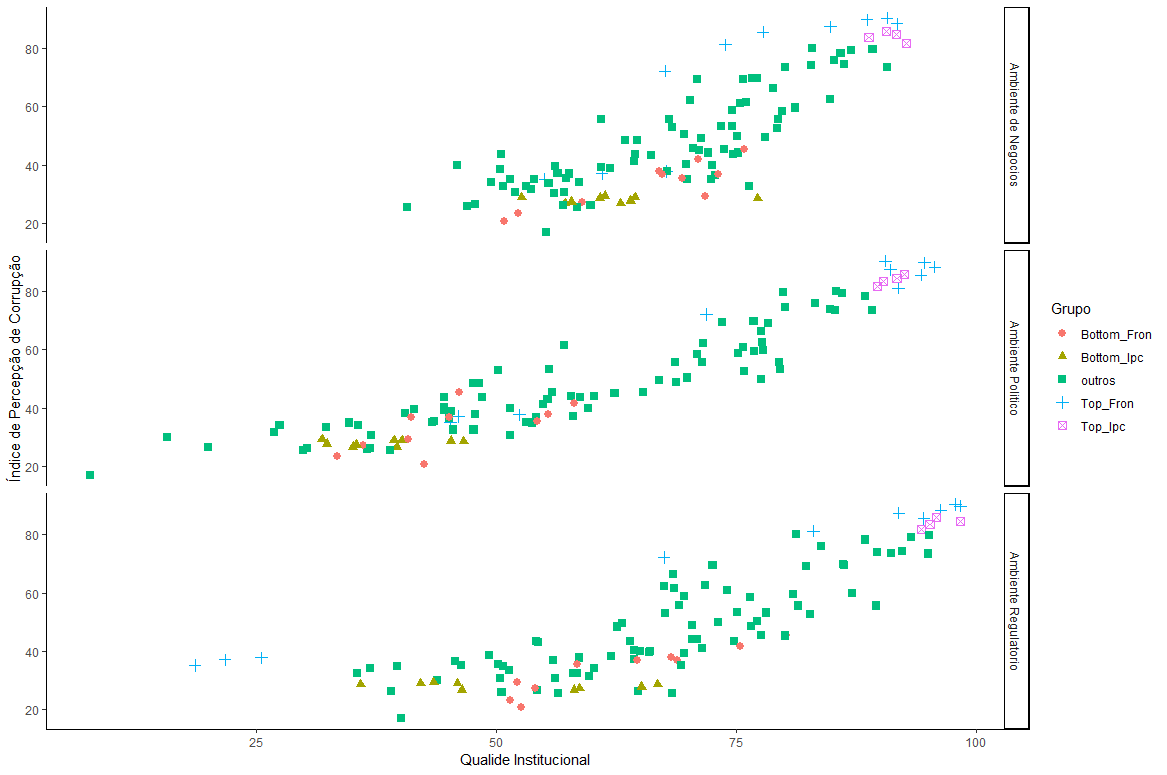 80
60
40
20
Ambiente de Negocios
80
60
40
20
Ambiente Politico
80
60
40
20
Ambiente Regulatorio
Índice de Percepção de Corrupção
25
50
75
100
Qualide Institucional
Grupo
Bottom_Fron
Bottom_Ipc
outros
Top_Fron
Top_Ipc